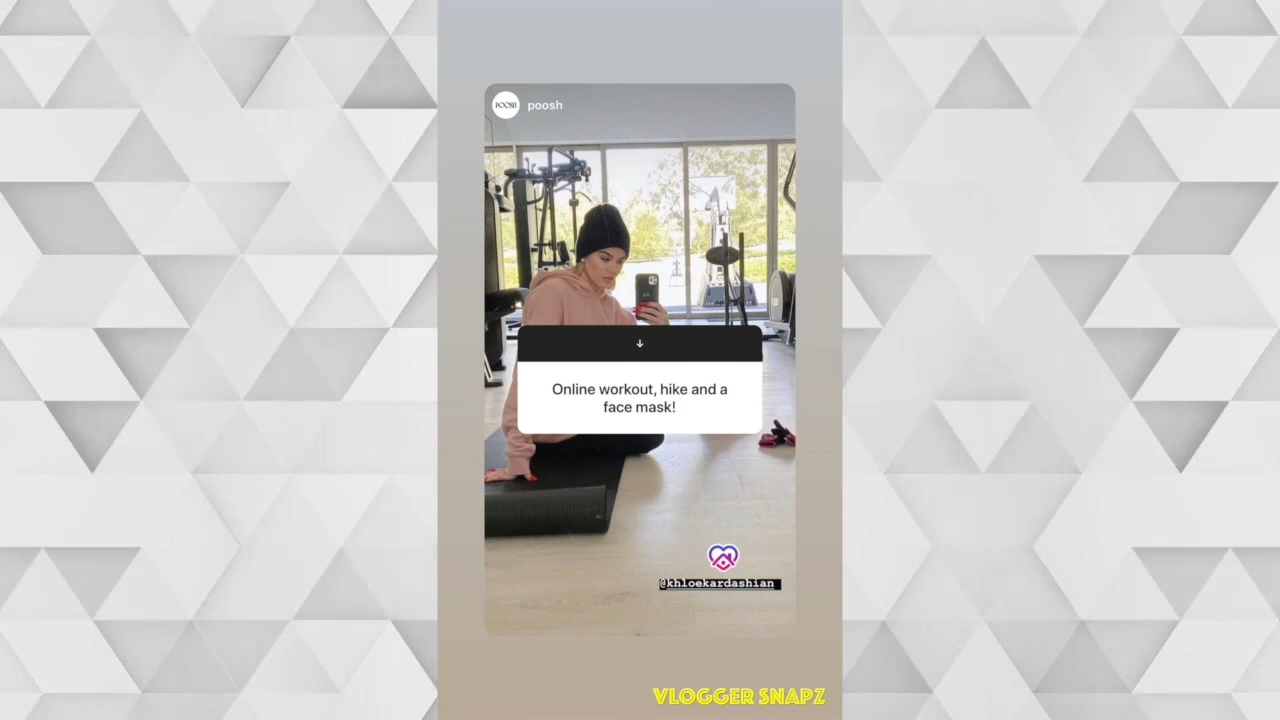 POOSH
poosh
Online workout, hike and a
face mask!
@khloekardashian
VLOGGER SNAPZ